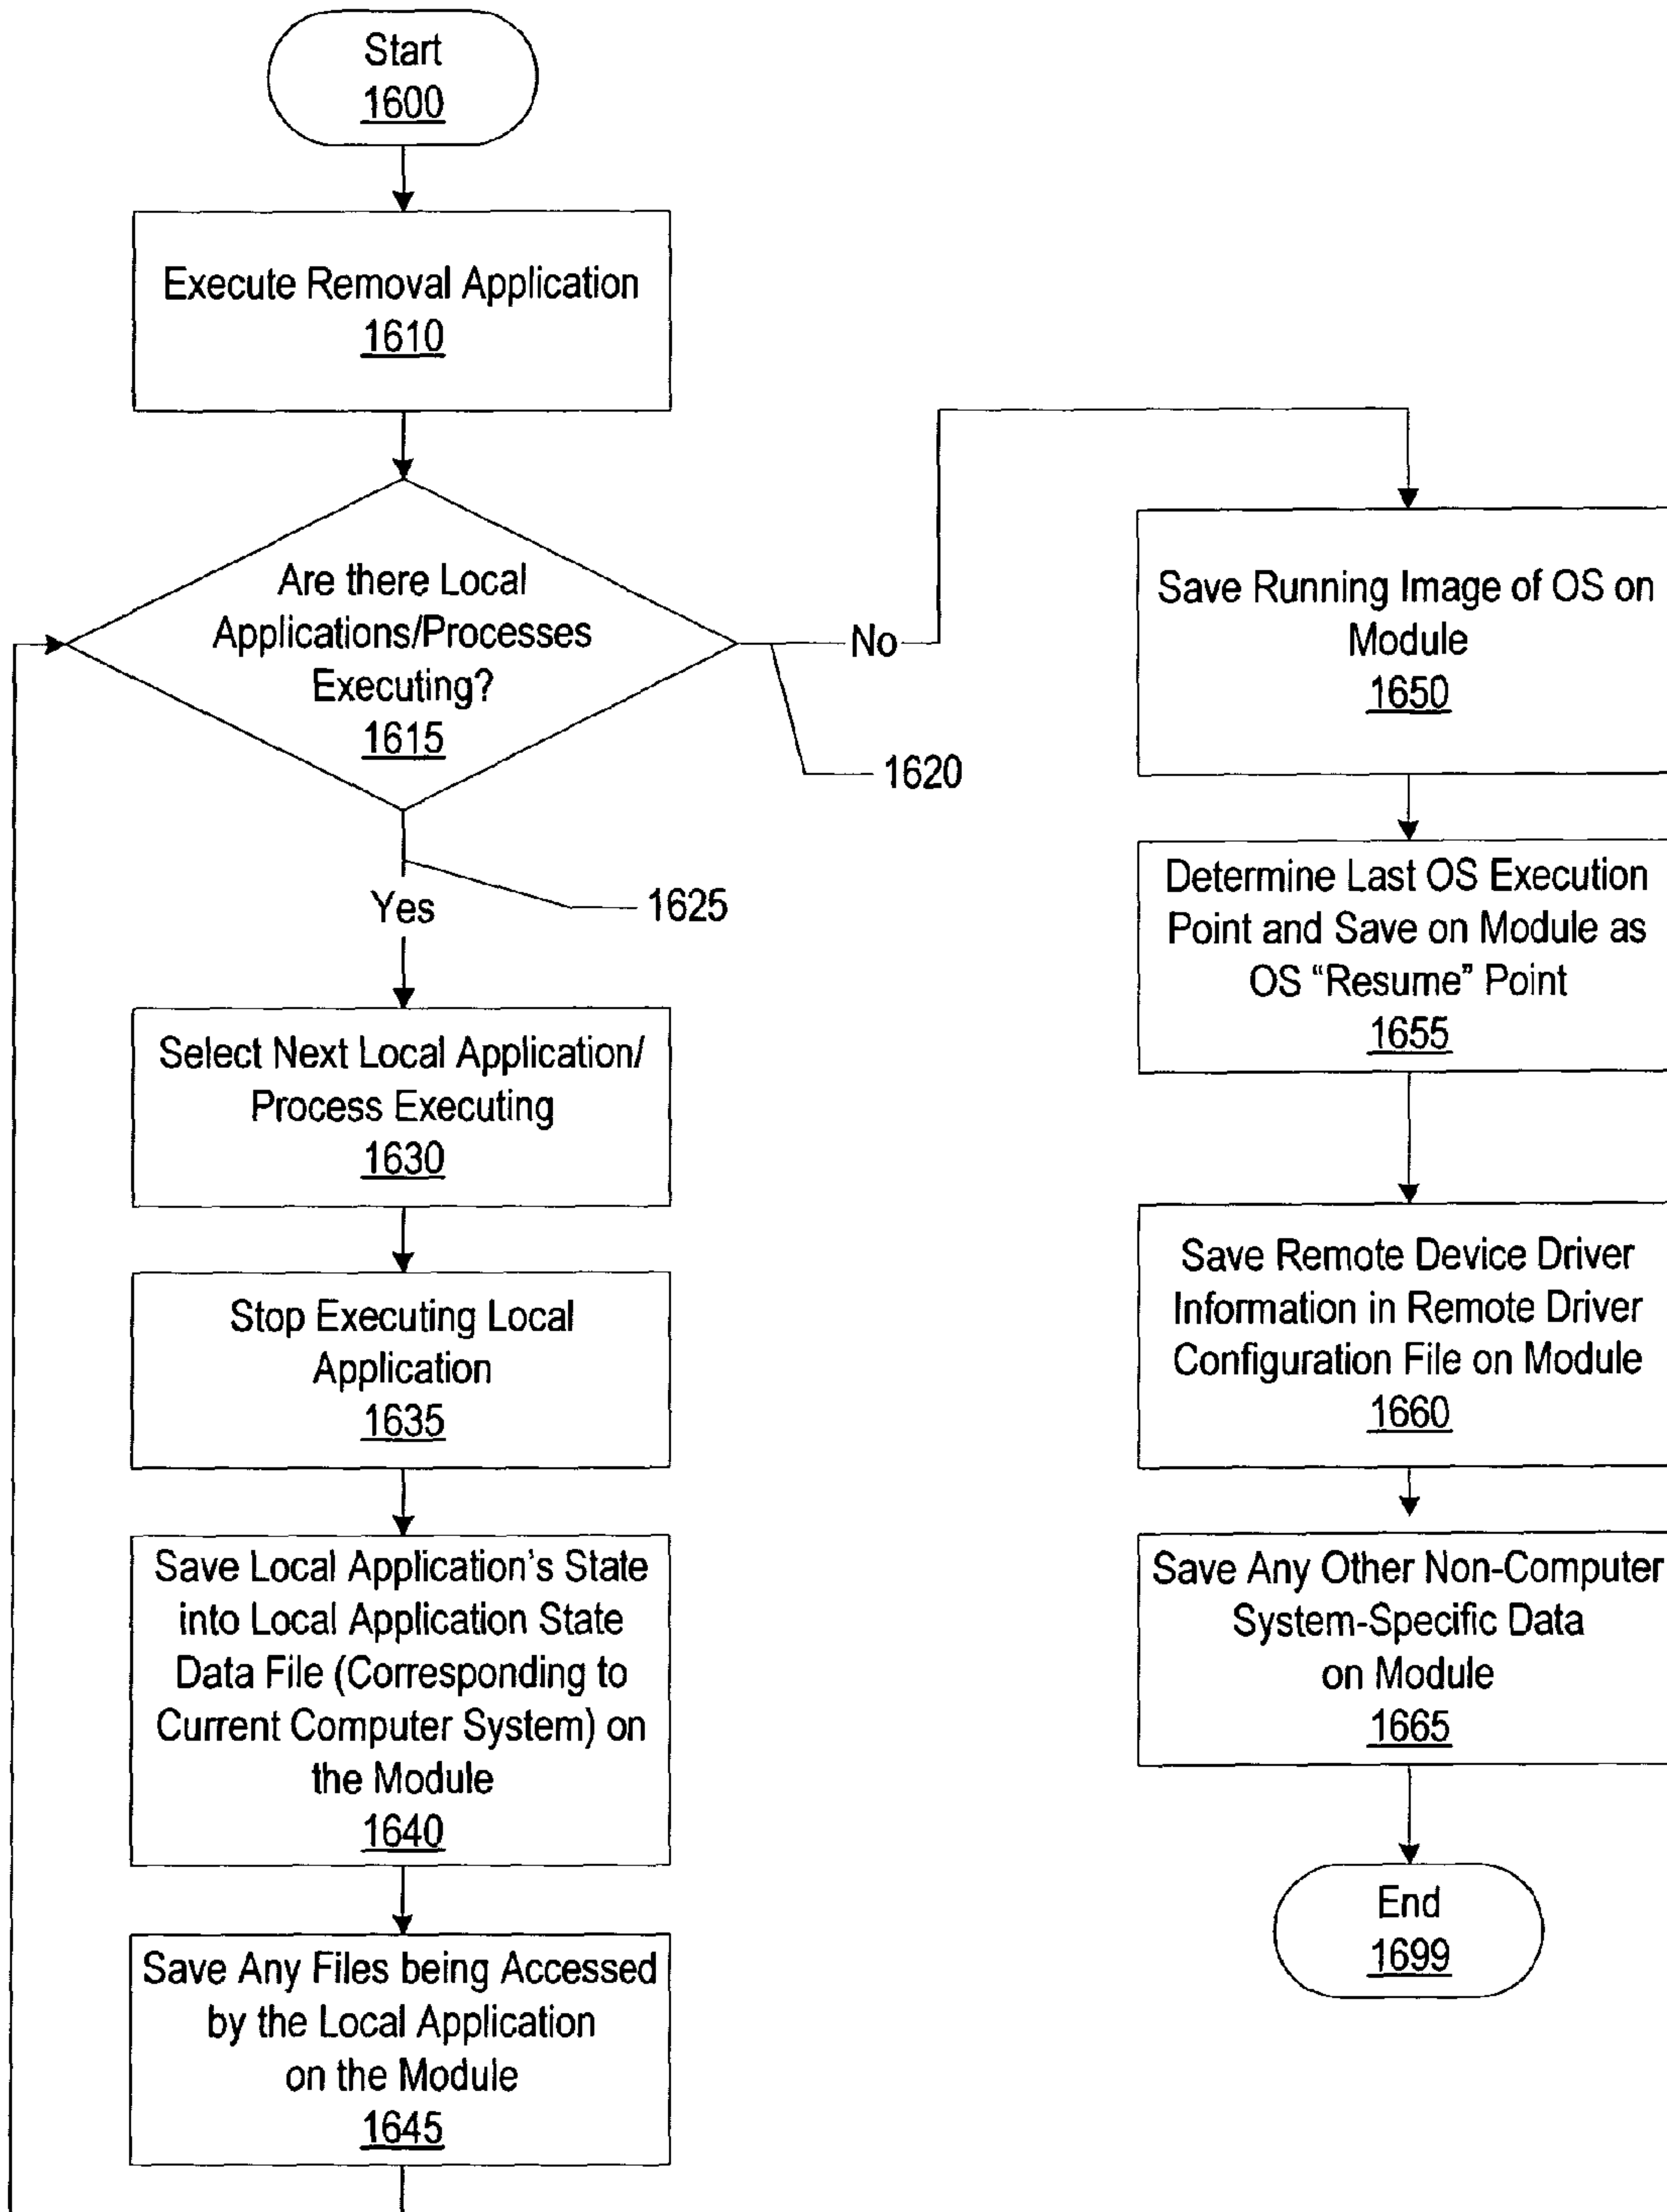 Start
1600
Execute Removal Application
1610
Are there Local
Applications/Processes
Executing?
1615
No
1620
Yes
1625
Select Next Local Application/
Process Executing
1630
Stop Executing Local
Application
1635
Save Local Application's State
into Local Application State
Data File (Corresponding to
Current Computer System) on
the Module
1640
Save Any Files being Accessed
by the Local Application
on the Module
1645
Save Running Image of OS on
Module
1650
Determine Last OS Execution
Point and Save on Module as
OS “Resume” Point
1655
Save Remote Device Driver
Information in Remote Driver
Configuration File on Module
1660
Save Any Other Non-Computer
System-Specific Data
on Module
1665
End
1699